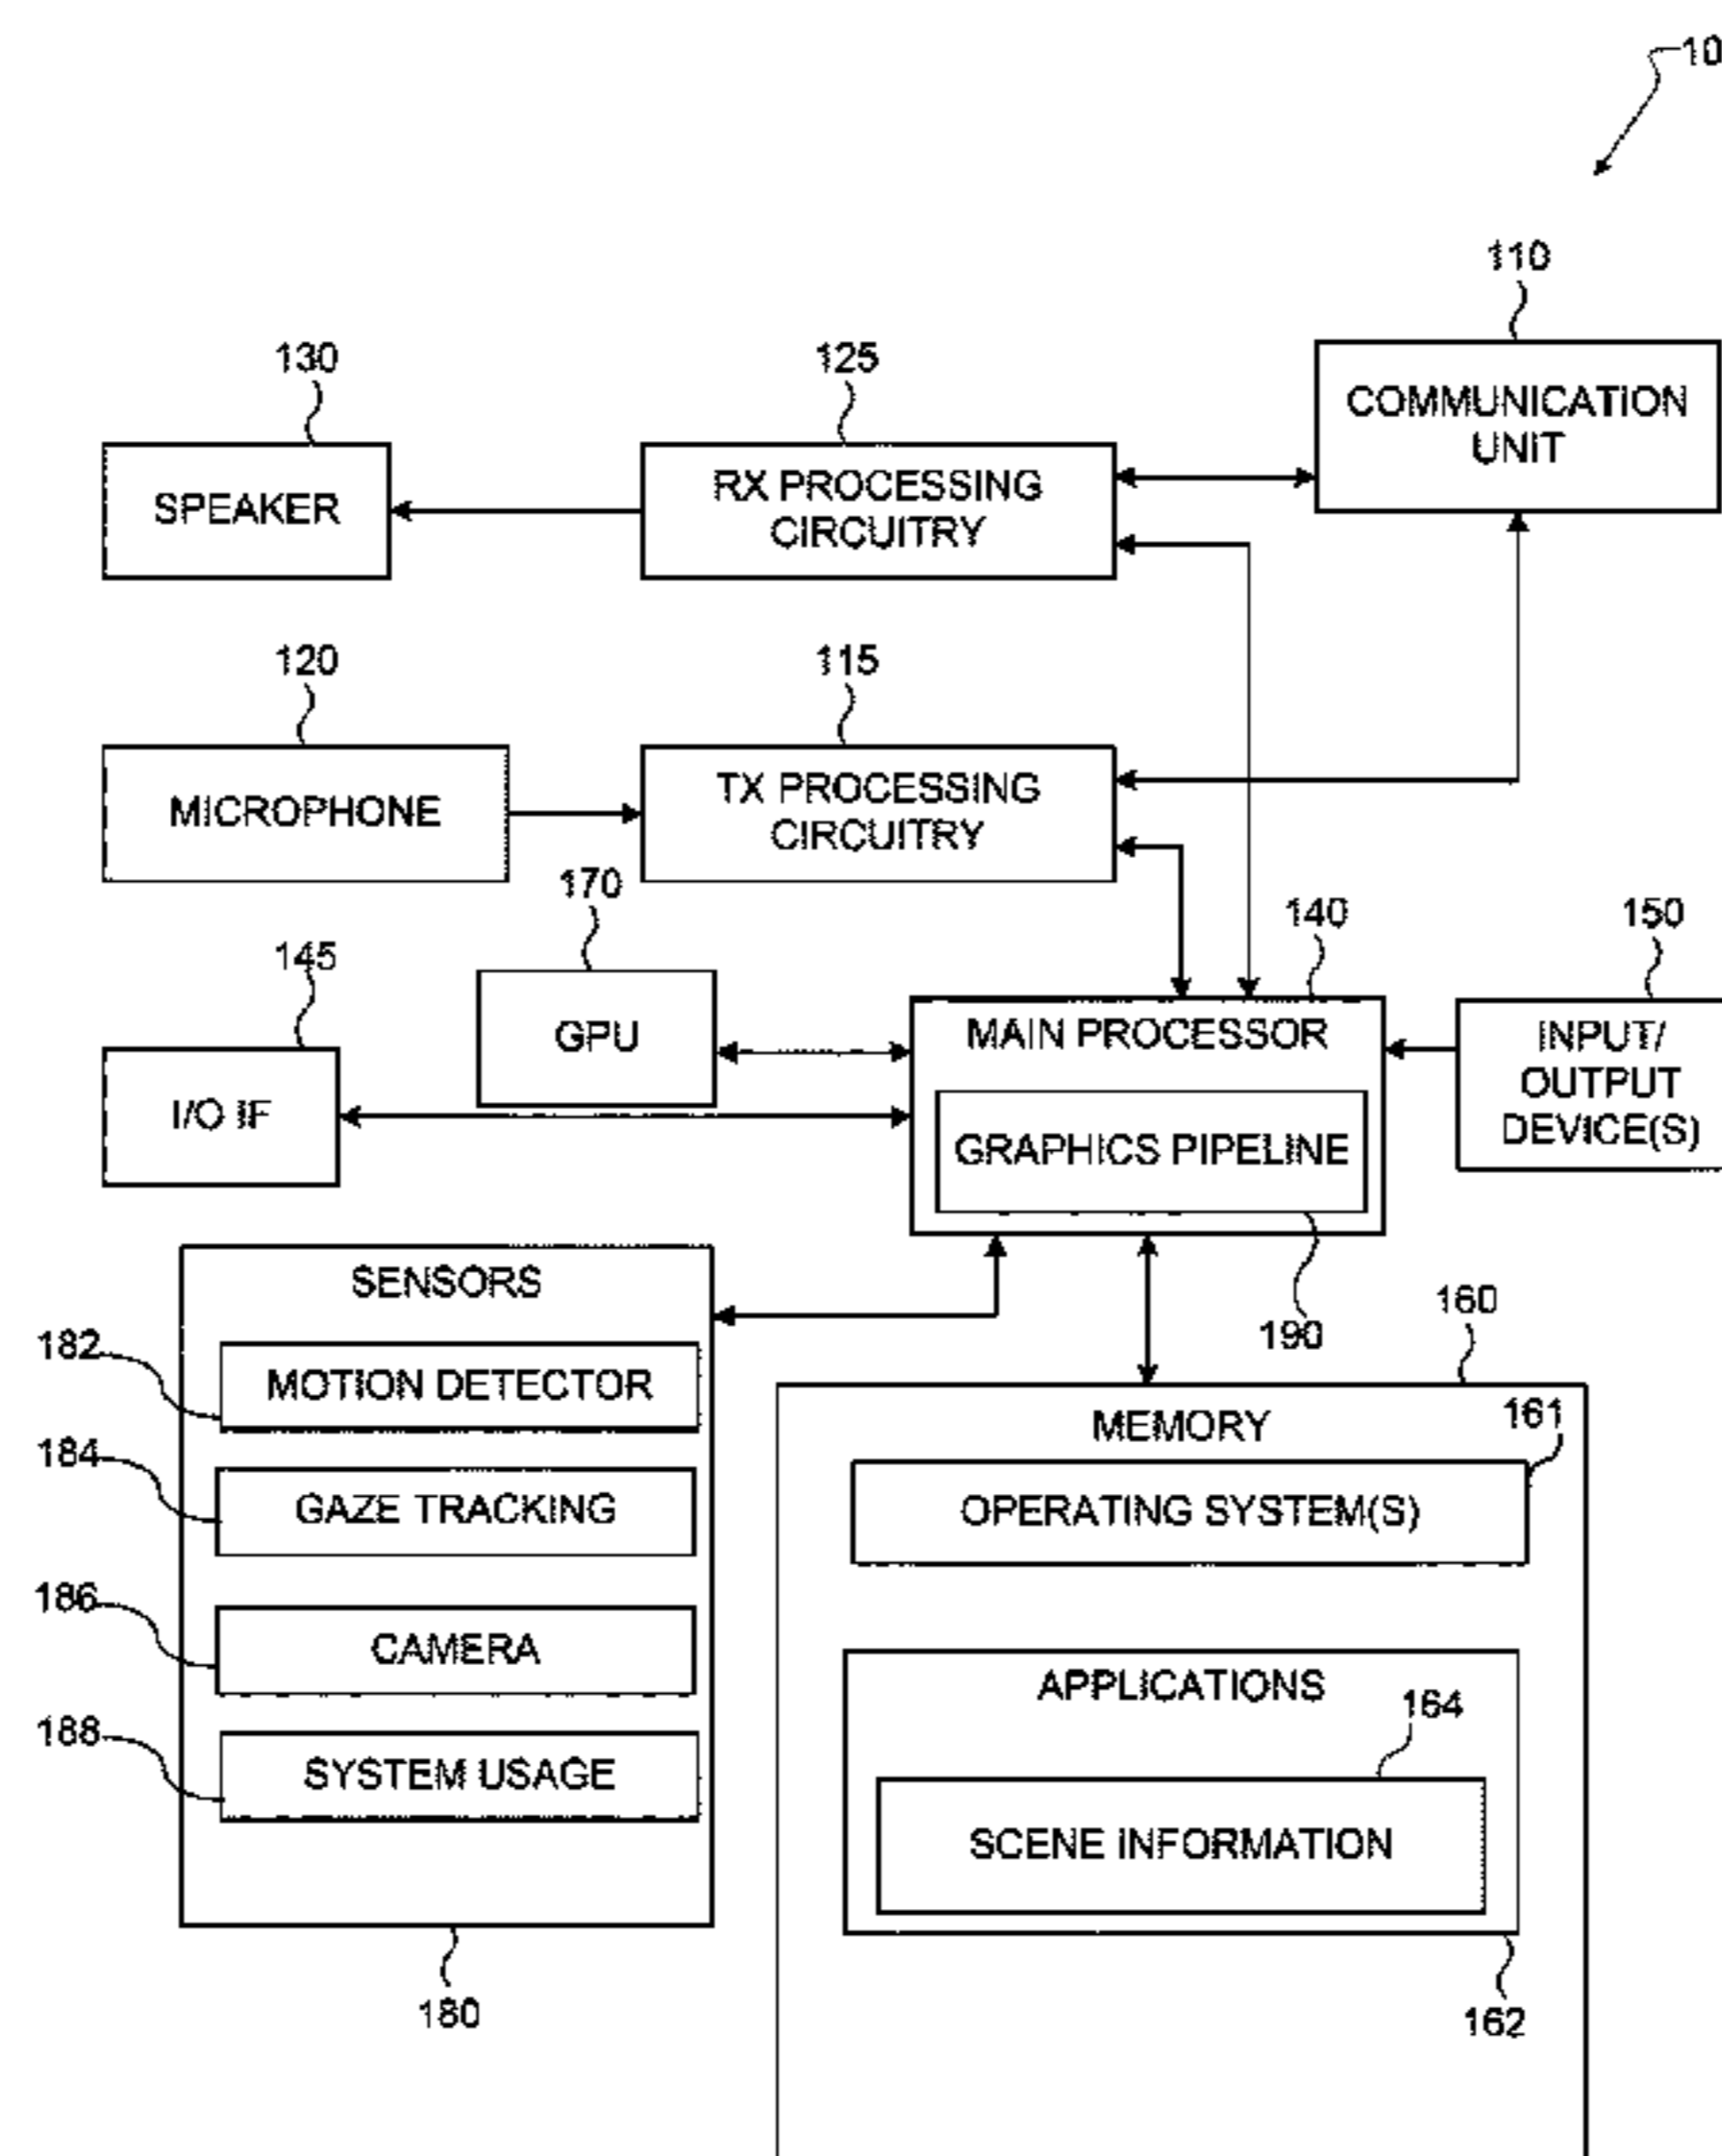 10
110
COMMUNICATION
UNIT
130
SPEAKER
125
RX PROCESSING
CIRCUITRY
120
MICROPHONE
115
TX PROCESSING
CIRCUITRY
170
GPU
145
I/O IF
140
MAIN PROCESSOR
GRAPHICS PIPELINE
190
150
INPUT/
OUTPUT
DEVICE(S)
SENSORS
182
MOTION DETECTOR
184
GAZE TRACKING
186
CAMERA
188
SYSTEM USAGE
180
160
MEMORY
161
OPERATING SYSTEM(S)
APPLICATIONS
164
SCENE INFORMATION
162